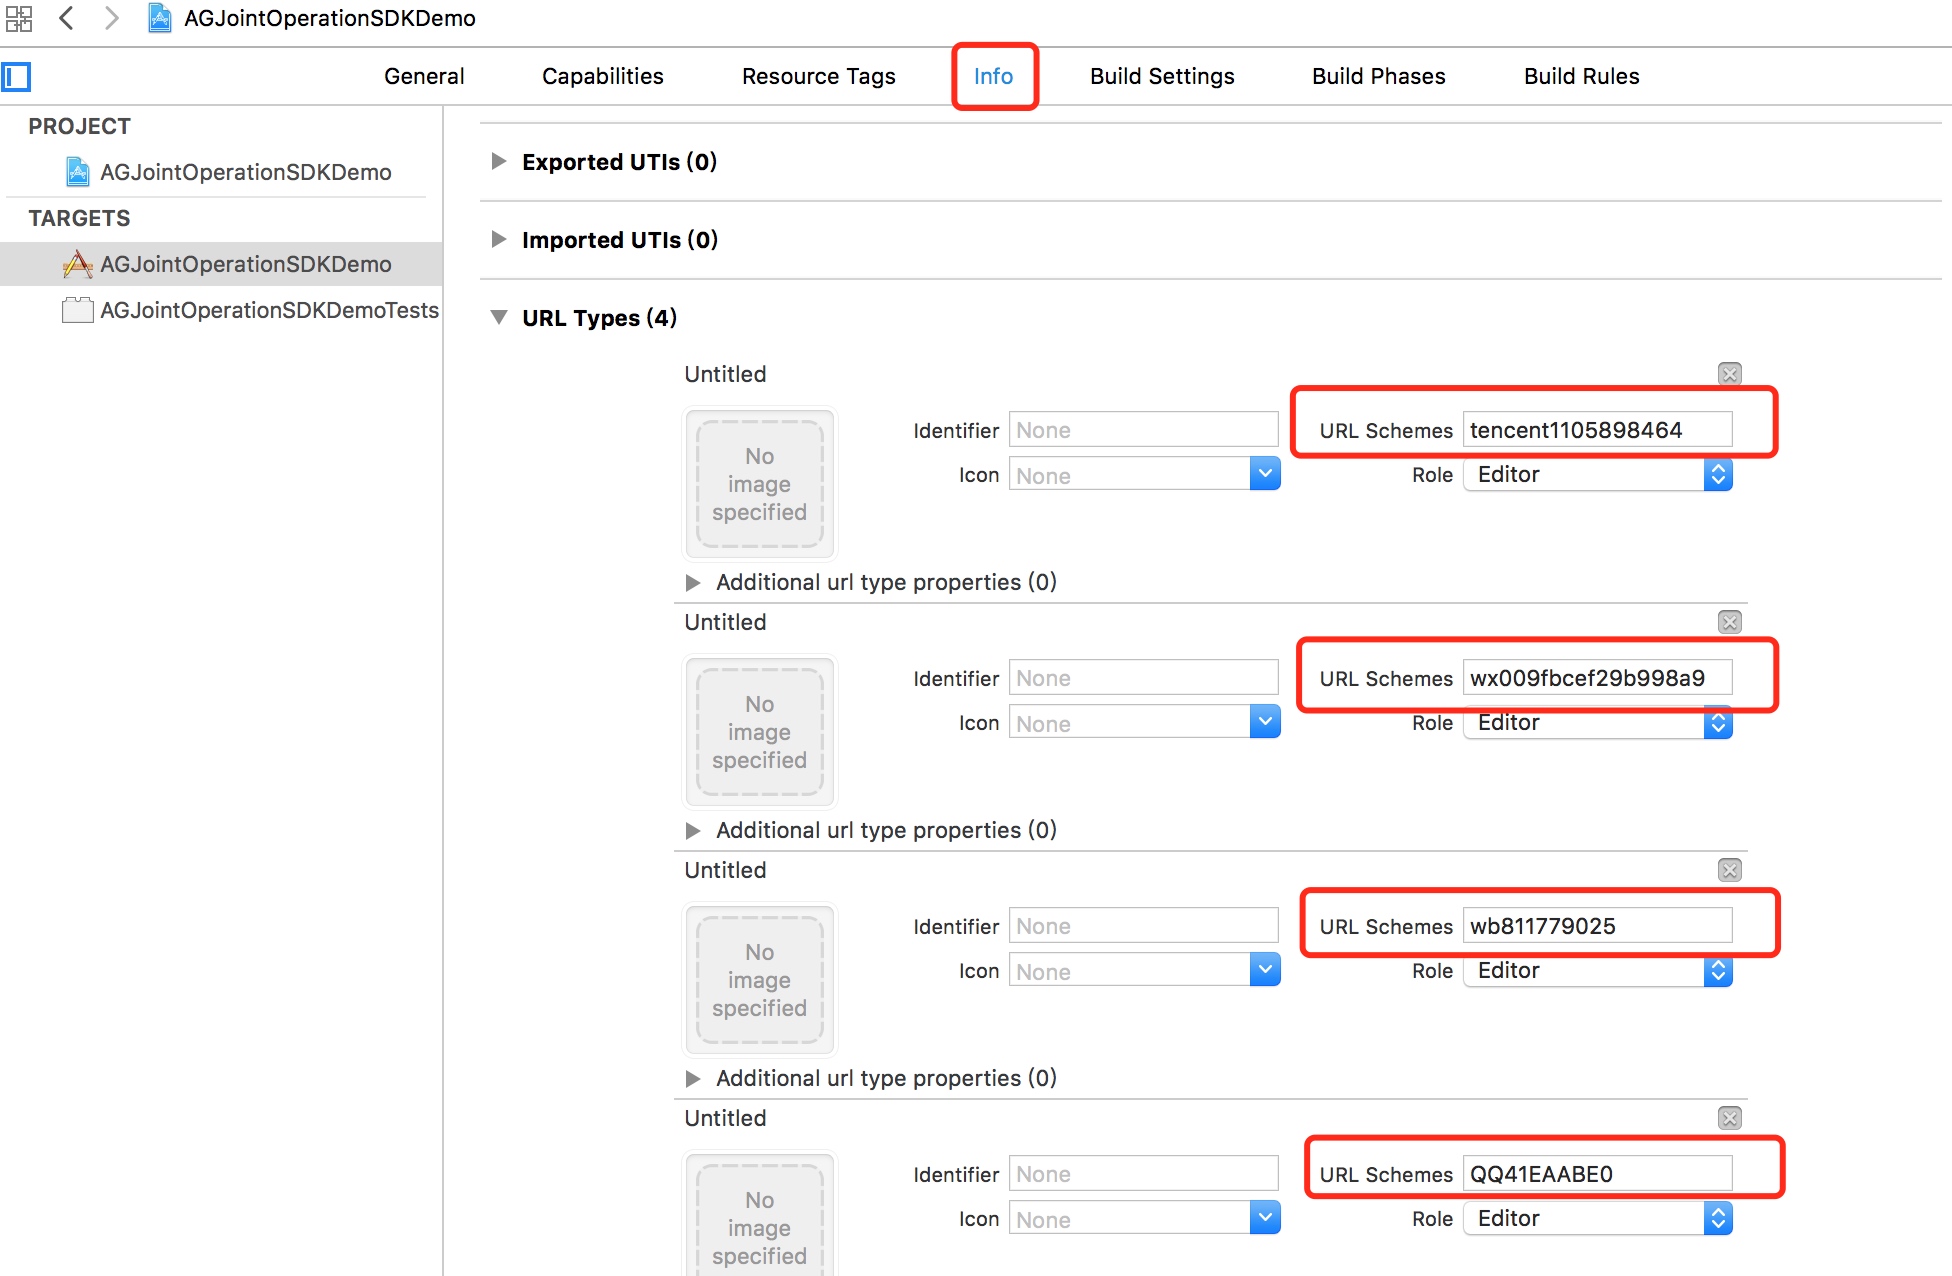 AGJointOperationSDKDemo
General Capabilities Resource Tags Info Build Settings Build Phases Build Rules
PROJECT
AGJointOperationSDKDemo
TARGETS
AGJointOperationSDKDemo
AGJointOperationSDKDemoTests
Exported UTIs (0)
Imported UTIs (0)
URL Types (4)
Untitled
No
image
specified
Identifier None URL Schemes tencent1105898464
Icon None Role Editor
Additional url type properties (0)
Untitled
No
image
specified
Identifier None URL Schemes wx009fbcef29b998a9
Icon None Role Editor
Additional url type properties (0)
Untitled
No
image
specified
Identifier None URL Schemes wb811779025
Icon None Role Editor
Additional url type properties (0)
Untitled
No
image
specified
Identifier None URL Schemes QQ41EAABE0
Icon None Role Editor